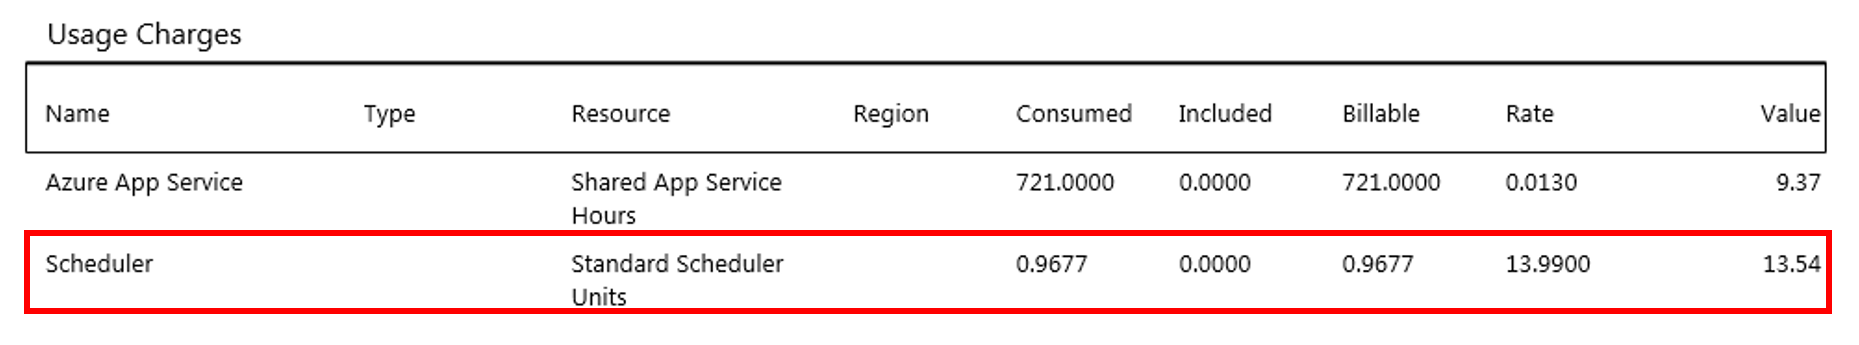 Usage Charges
Name Type Resource Region Consumed Included Billable Rate Value
Azure App Service Shared App Service 721.0000 0.0000 721.0000 0.0130 9.37
Hours
Scheduler Standard Scheduler 0.9677 0.0000 0.9677 13.9900 13.54
Units